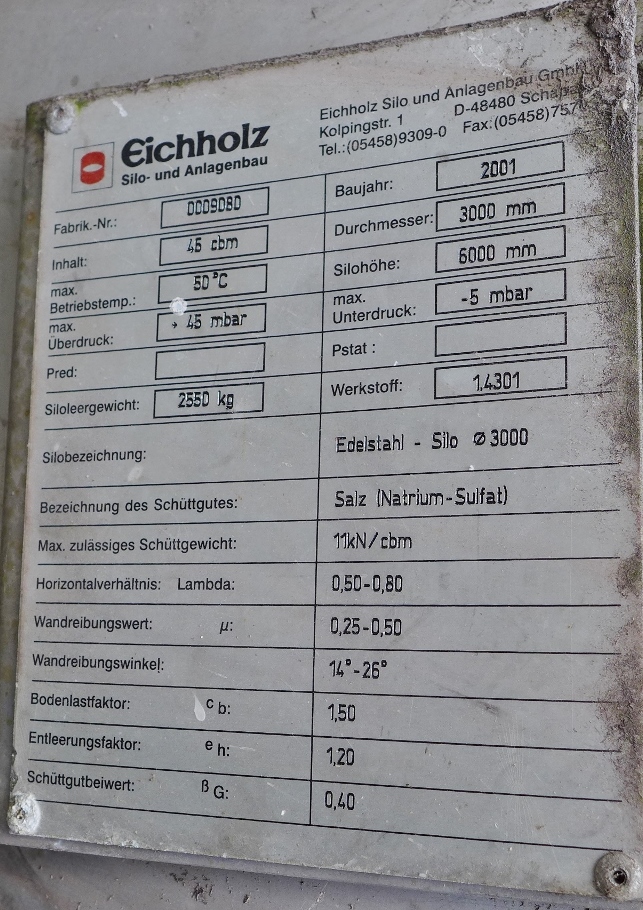 Eichholz
Silo- und Anlagenbau
Eichholz Silo und Anlagenbau GmbH
Kolpingstr. 1 D-48480
Tel.:(05458)9309-0 Fax:(05458)
Fabrik.-Nr.: 0009080
Baujahr: 2001
Inhalt: 45 cbm
Durchmesser: 3000 mm
max. Betriebstemp.: 50°C
Silohöhe: 6000 mm
max. Überdruck: + 45 mbar
max. Unterdruck: -5 mbar
Pred:
Pstat :
Siloleergewicht: 2550 kg
Werkstoff: 1.4301
Silobezeichnung: Edelstahl - Silo ⌀ 3000
Bezeichnung des Schüttgutes: Salz (Natrium-Sulfat)
Max. zulässiges Schüttgewicht: 11kN/cbm
Horizontalverhältnis: Lambda: 0,50-0,80
Wandreibungswert: µ: 0,25-0,50
Wandreibungswinkel: 14°-26°
Bodenlastfaktor: c b: 1,50
Entleerungsfaktor: e h: 1,20
Schüttgutbeiwert: ß G: 0,40